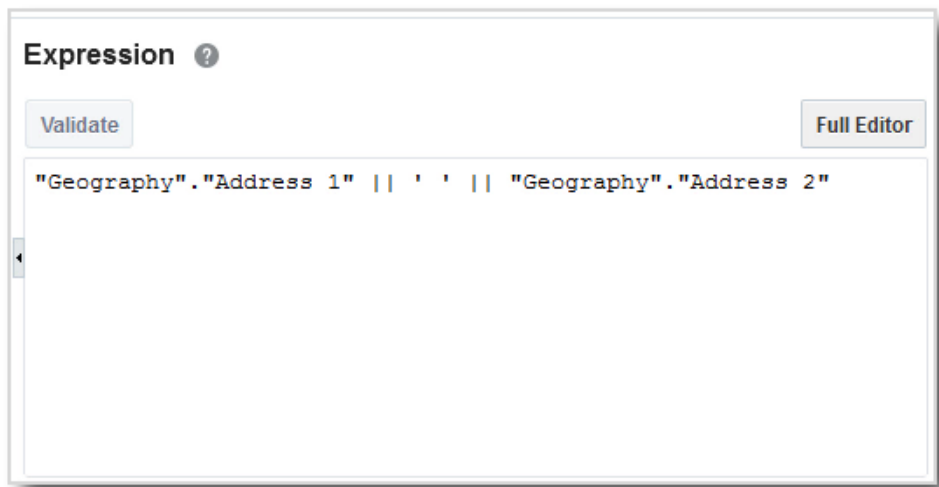 Expression ?
Validate
Full Editor
"Geography"."Address 1" || ' ' || "Geography"."Address 2"